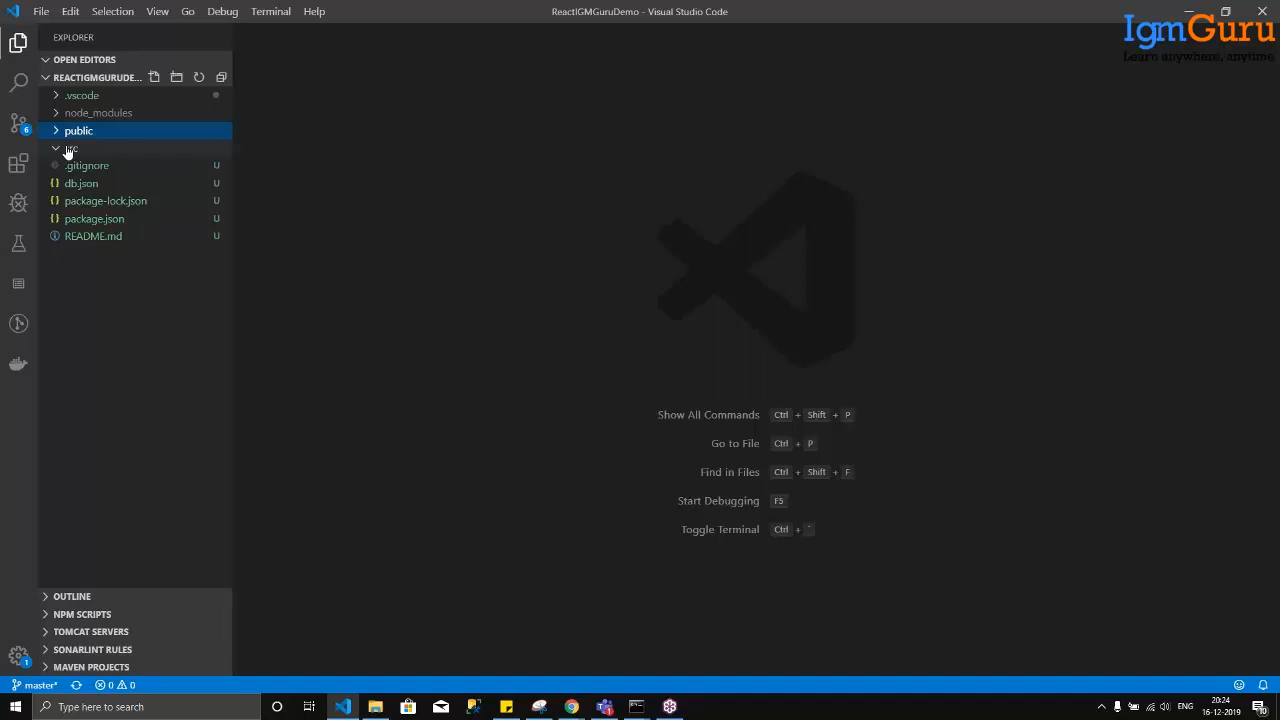 File Edit Selection View Go Debug Terminal Help
ReactIGMGuruDemo - Visual Studio Code
IgmGuru
Learn anywhere, anytime
EXPLORER
OPEN EDITORS
REACTIGMGURUDE...
.vscode
node_modules
public
.gitignore U
db.json U
package-lock.json U
package.json U
README.md U
Show All Commands Ctrl + Shift + P
Go to File Ctrl + P
Find in Files Ctrl + Shift + F
Start Debugging F5
Toggle Terminal Ctrl + `
OUTLINE
NPM SCRIPTS
TOMCAT SERVERS
SONARLINT RULES
MAVEN PROJECTS
6
1
master* 0 0
Type here to search
ENG
20:24
16-12-2019